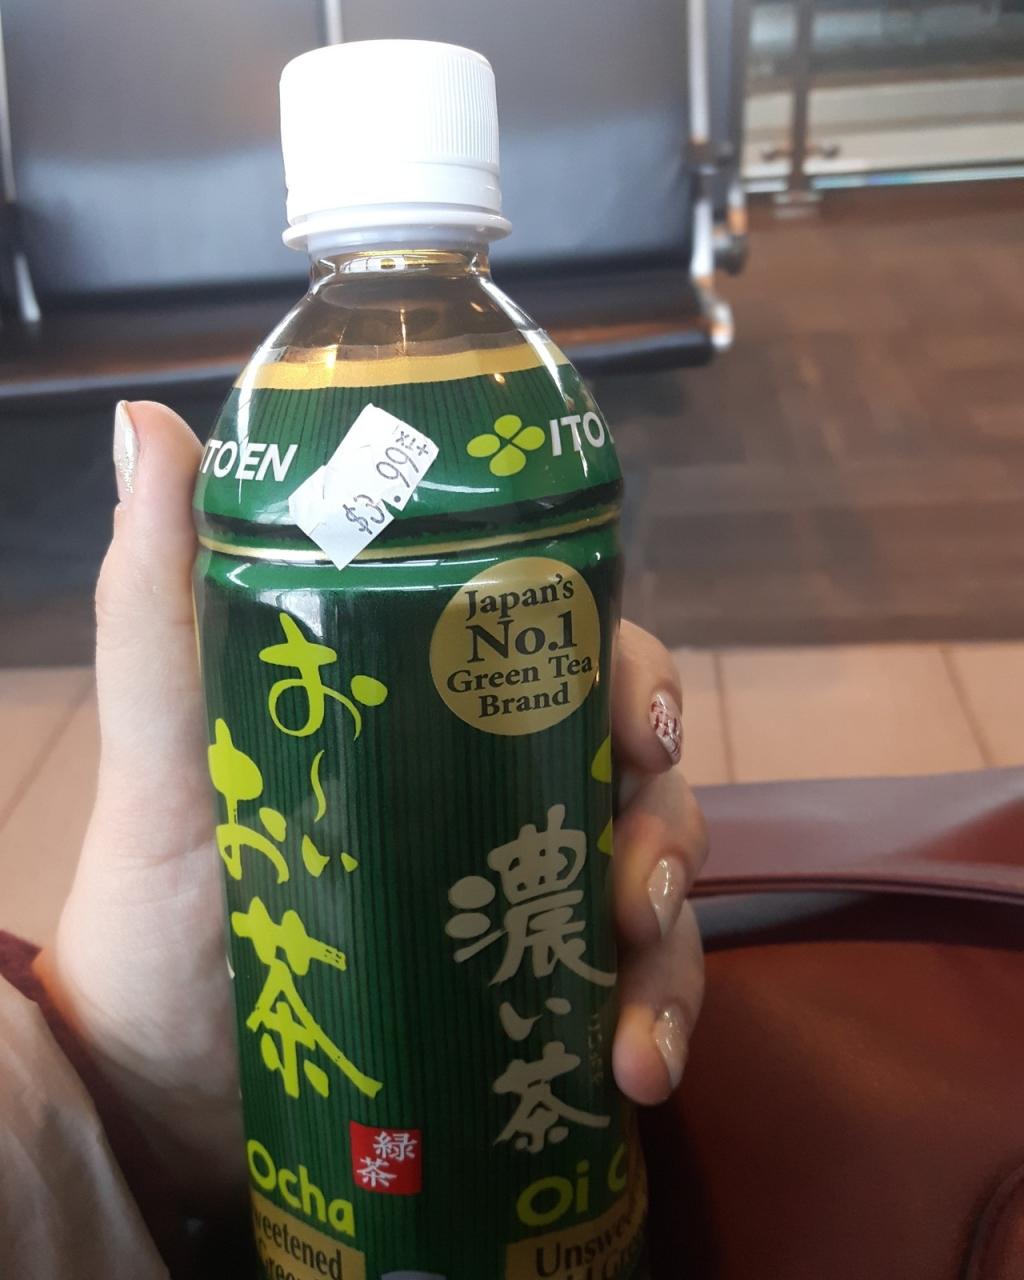 ITO EN
$3.99+TX
ITO
Japan's
No.1
Green Tea
Brand
お〜い
お茶
濃い茶
緑茶
Ocha
Oi